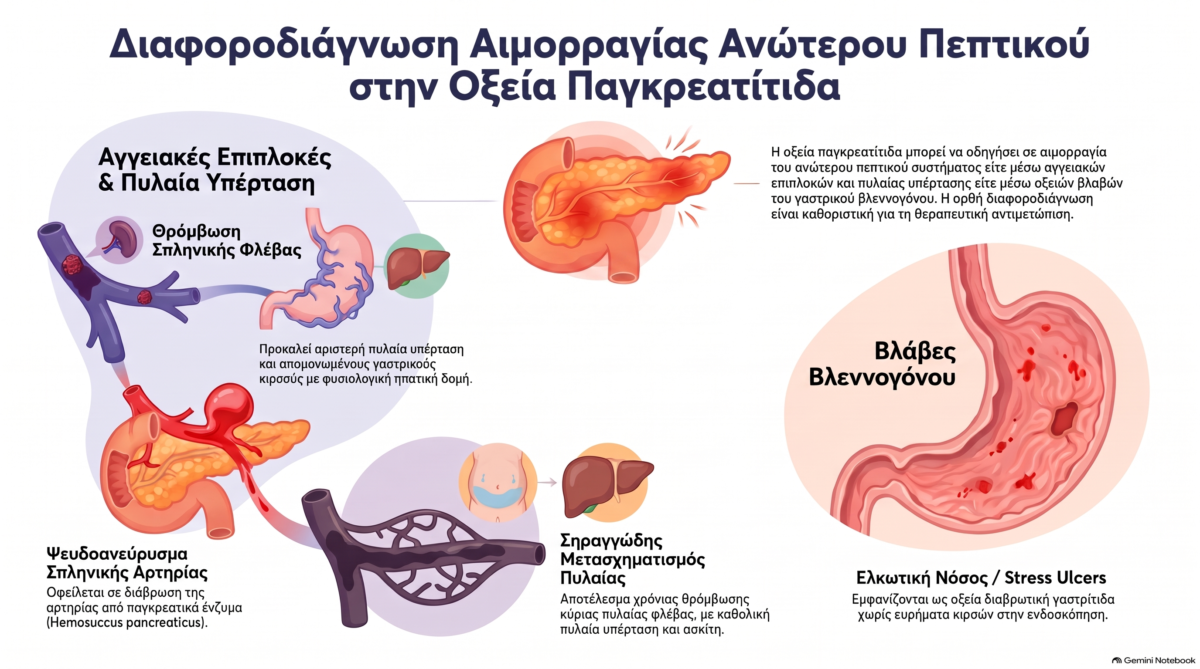 Διαφοροδιάγνωση Αιμορραγίας Ανώτερου Πεπτικού
στην Οξεία Παγκρεατίτιδα
Αγγειακές Επιπλοκές
& Πυλαία Υπέρταση
Θρόμβωση
Σπληνικής Φλέβας
Προκαλεί αριστερή πυλαία υπέρταση
και απομονωμένους γαστρικοός
κιρσσύς με φυσιολογική ηπατική δομή.
Η οξεία παγκρεατίτιδα μπορεί να οδηγήσει σε αιμορραγία
του ανώτερου πεπτικού συστήματος είτε μέσω αγγειακών
επιπλοκών και πυλαίας υπέρτασης είτε μέσω οξειών βλαβών
του γαστρικού βλεννογόνου. Η ορθή διαφοροδιάγνωση
είναι καθοριστική για τη θεραπευτική αντιμετώπιση.
Βλάβες
Βλεννογόνου
Ψευδοανεύρυσμα
Σπληνικής Αρτηρίας
Οφείλεται σε διάβρωση της
αρτηρίας από παγκρεατικά ένζυμα
(Hemosuccus pancreaticus).
Σηραγγώδης
Μετασχηματισμός
Πυλαίας
Αποτέλεσμα χρόνιας θρόμβωσης
κύριας πυλαίας φλέβας, με καθολική
πυλαία υπέρταση και ασκίτη.
Ελκωτική Νόσος / Stress Ulcers
Εμφανίζονται ως οξεία διαβρωτική γαστρίτιδα
χωρίς ευρήματα κιρσών στην ενδοσκόπηση.
Gemini Notebook